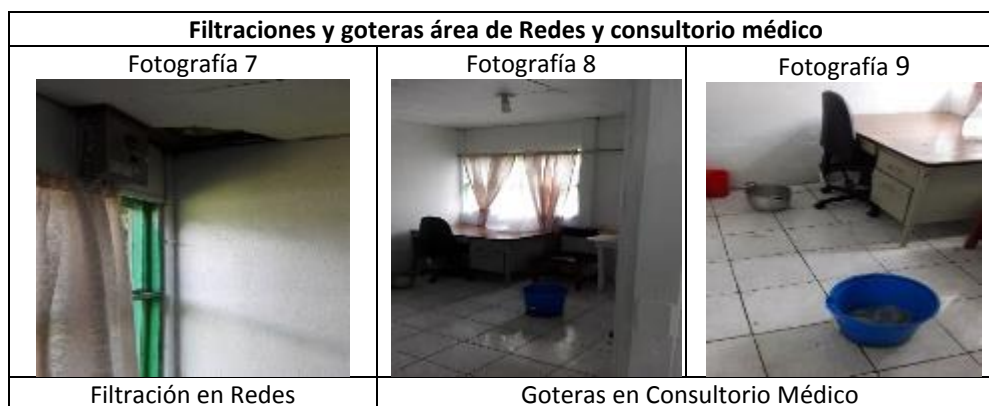 Filtraciones y goteras área de Redes y consultorio médico
Fotografía 7
Fotografía 8
Fotografía 9
Filtración en Redes
Goteras en Consultorio Médico